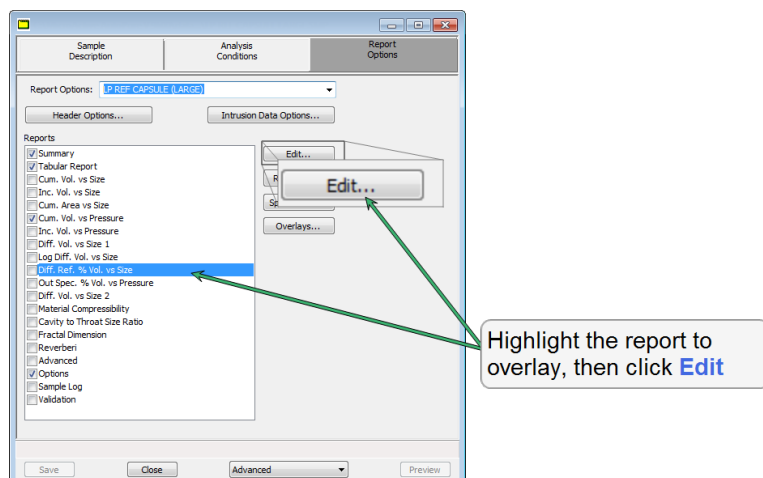 Sample
Description
Analysis
Conditions
Report
Options
Report Options: LP REF CAPSULE (LARGE)
Header Options...
Intrusion Data Options...
Reports
Summary
Tabular Report
Cum. Vol. vs Size
Inc. Vol. vs Size
Cum. Area vs Size
Cum. Vol. vs Pressure
Inc. Vol. vs Pressure
Diff. Vol. vs Size 1
Log Diff. Vol. vs Size
Diff. Ref. % Vol. vs Size
Out Spec. % Vol. vs Pressure
Diff. Vol. vs Size 2
Material Compressibility
Cavity to Throat Size Ratio
Fractal Dimension
Reverberi
Advanced
Options
Sample Log
Validation
Edit...
Edit...
Overlays...
Highlight the report to
overlay, then click Edit
Save
Close
Advanced
Preview